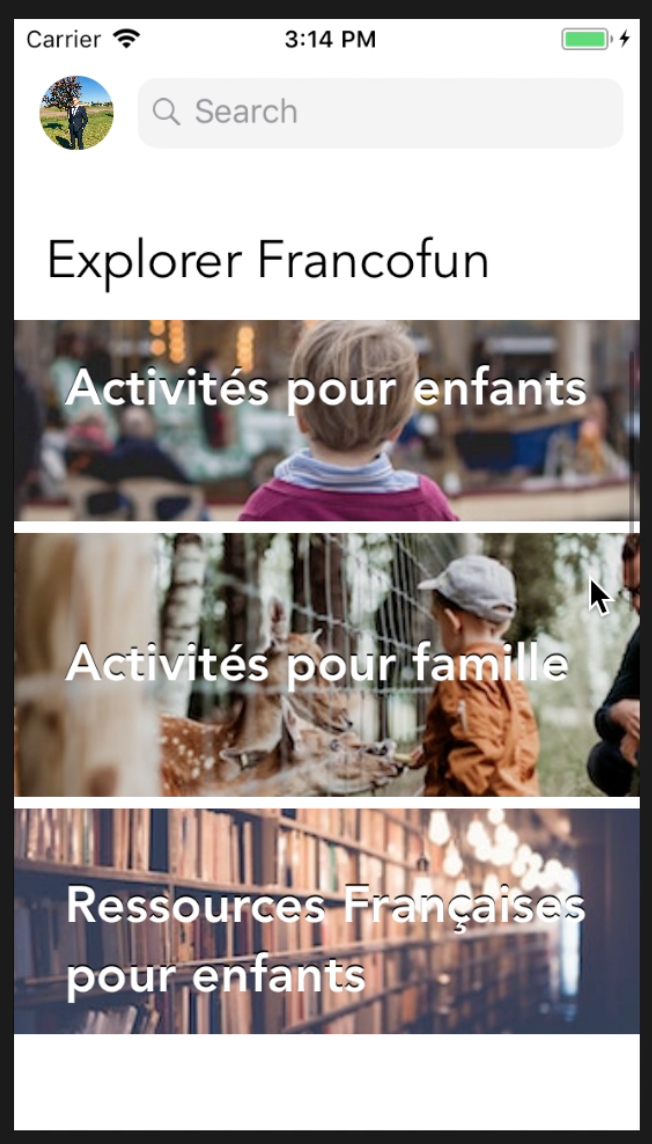 Carrier 3:14 PM
Search
Explorer Francofun
Activités pour enfants
Activités pour famille
Ressources Françaises
pour enfants